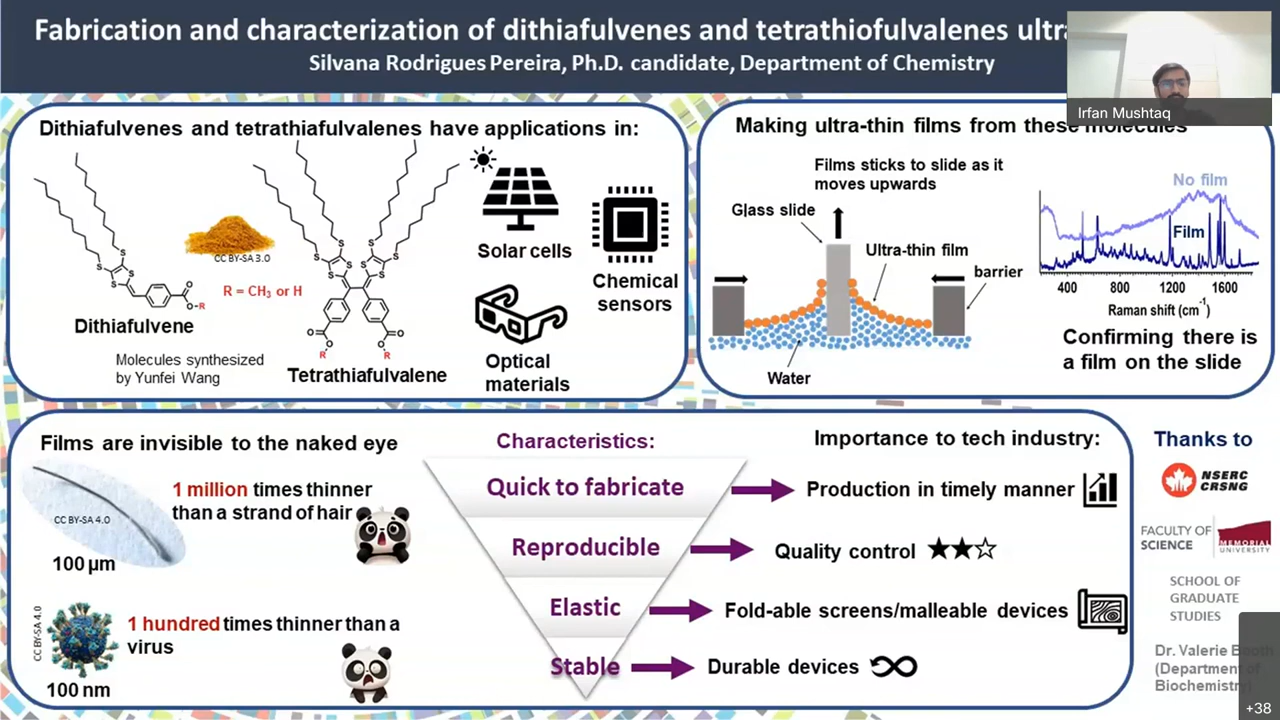 Fabrication and characterization of dithiafulvenes and tetrathiofulvalenes
Silvana Rodrigues Pereira, Ph.D. candidate, Department of Chemistry
Irfan Mushtaq
Dithiafulvenes and tetrathiafulvalenes have applications in:
S
S
S
S
O
O-R
CC BY-SA 3.0
R = CH₃ or H
Dithiafulvene
Molecules synthesized
by Yunfei Wang
S S
S S
S S S S
O O
O O
R R
Tetrathiafulvalene
Solar cells
Chemical
sensors
Optical
materials
Making ultra-thin films from these molecules
Films sticks to slide as it
moves upwards
Glass slide
Ultra-thin film
barrier
Water
No film
Film
400 800 1200 1600
Raman shift (cm⁻¹)
Confirming there is
a film on the slide
Films are invisible to the naked eye
CC BY-SA 4.0
100 µm
1 million times thinner
than a strand of hair
CC BY-SA 4.0
100 nm
1 hundred times thinner than a
virus
Characteristics:
Quick to fabricate
Reproducible
Elastic
Stable
Importance to tech industry:
Production in timely manner
Quality control
Fold-able screens/malleable devices
Durable devices
Thanks to
NSERC
CRSNG
FACULTY OF
SCIENCE
MEMORIAL
UNIVERSITY
SCHOOL OF
GRADUATE
STUDIES
Dr. Valerie Booth
(Department of
Biochemistry)
+38